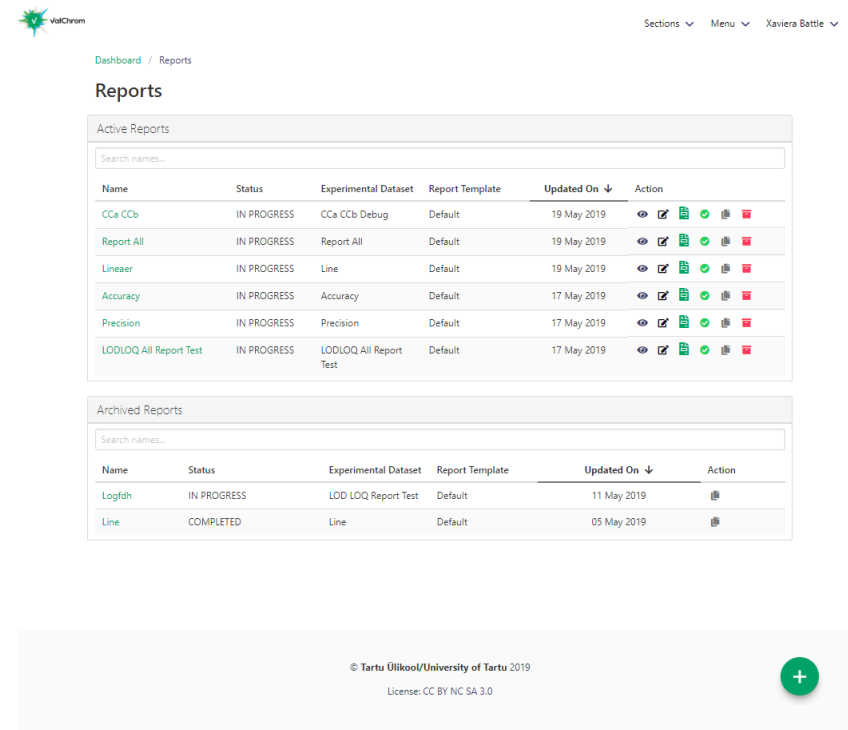 valChrom
Sections Menu Xaviera Battle
Dashboard / Reports
Reports
Active Reports
Search names...
Name Status Experimental Dataset Report Template Updated On Action
CCa CCb IN PROGRESS CCa CCb Debug Default 19 May 2019
Report All IN PROGRESS Report All Default 19 May 2019
Lineaer IN PROGRESS Line Default 19 May 2019
Accuracy IN PROGRESS Accuracy Default 17 May 2019
Precision IN PROGRESS Precision Default 17 May 2019
LODLOQ All Report Test IN PROGRESS LODLOQ All Report Default 17 May 2019
Test
Archived Reports
Search names...
Name Status Experimental Dataset Report Template Updated On Action
Logfdh IN PROGRESS LOD LOQ Report Test Default 11 May 2019
Line COMPLETED Line Default 05 May 2019
© Tartu Ülikool/University of Tartu 2019
License: CC BY NC SA 3.0